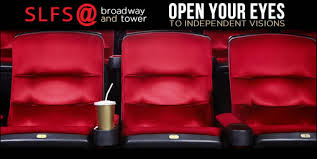 SLFS@ broadway
and tower
OPEN YOUR EYES
TO INDEPENDENT VISIONS